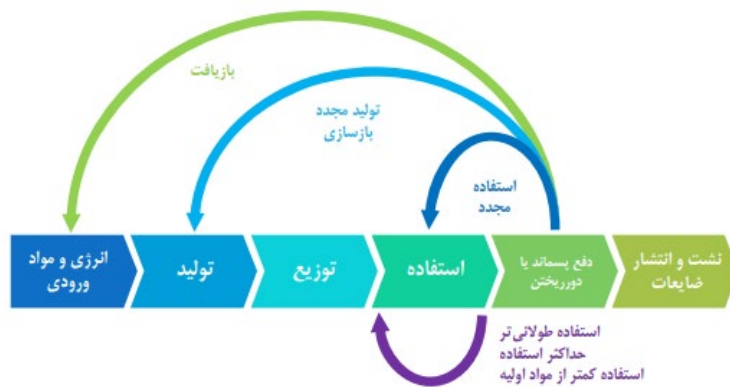 بازیافت
تولید مجدد
بازسازی
استفاده
مجدد
انرژی و مواد
ورودی
تولید
توزیع
استفاده
دفع پسماند یا
دورریختن
نشت و انتشار
ضایعات
استفاده طولانی‌تر
حداکثر استفاده
استفاده کمتر از مواد اولیه